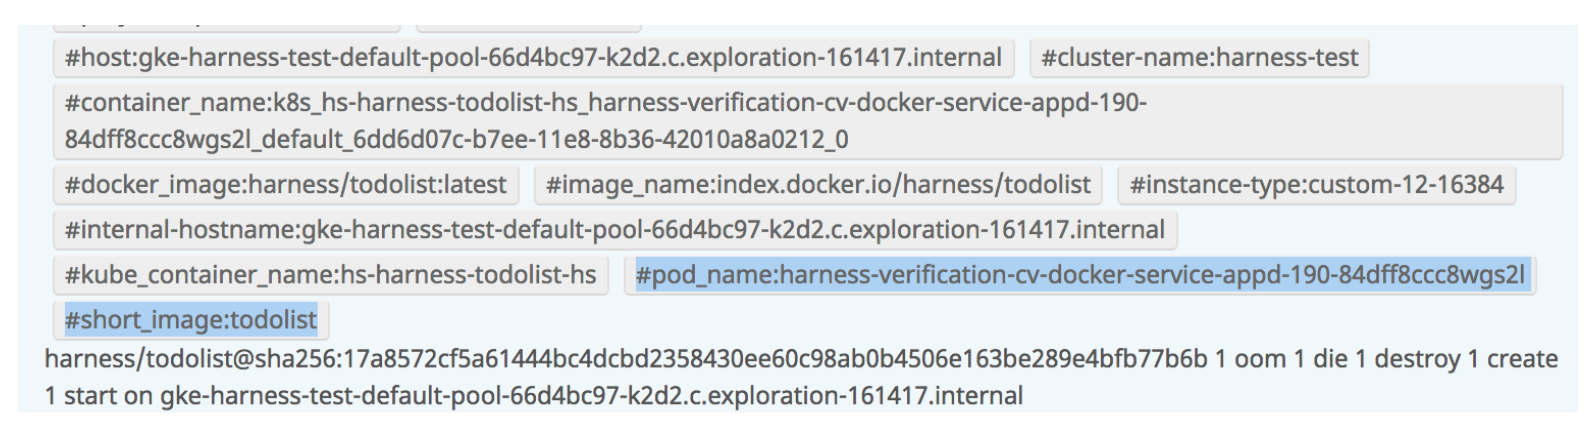 #host:gke-harness-test-default-pool-66d4bc97-k2d2.c.exploration-161417.internal #cluster-name:harness-test
#container_name:k8s_hs-harness-todolist-hs_harness-verification-cv-docker-service-appd-190-
84dff8ccc8wgs2l_default_6dd6d07c-b7ee-11e8-8b36-42010a8a0212_0
#docker_image:harness/todolist:latest #image_name:index.docker.io/harness/todolist #instance-type:custom-12-16384
#internal-hostname:gke-harness-test-default-pool-66d4bc97-k2d2.c.exploration-161417.internal
#kube_container_name:hs-harness-todolist-hs #pod_name:harness-verification-cv-docker-service-appd-190-84dff8ccc8wgs2l
#short_image:todolist
harness/todolist@sha256:17a8572cf5a61444bc4dcbd2358430ee60c98ab0b4506e163be289e4bfb77b6b 1 oom 1 die 1 destroy 1 create
1 start on gke-harness-test-default-pool-66d4bc97-k2d2.c.exploration-161417.internal